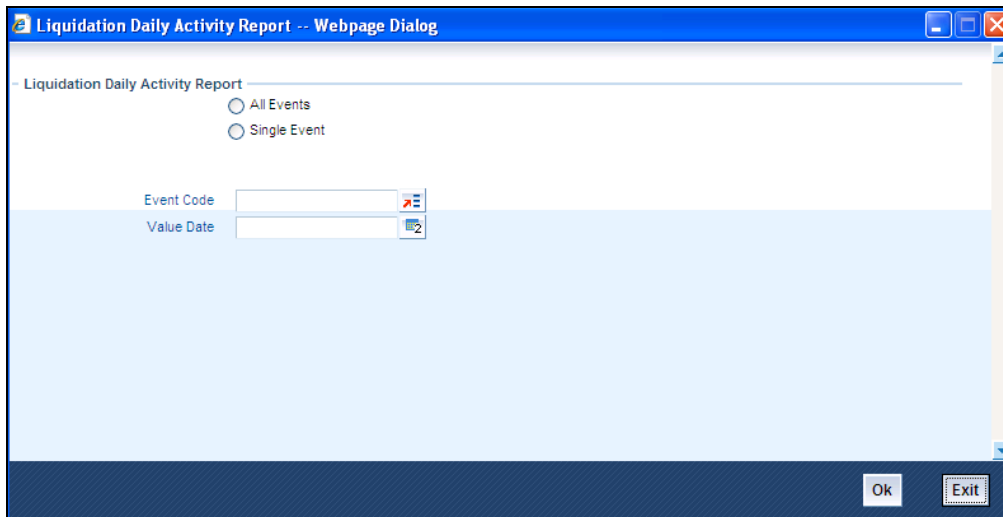 Liquidation Daily Activity Report -- Webpage Dialog
Liquidation Daily Activity Report
All Events
Single Event
Event Code
Value Date
2
Ok Exit